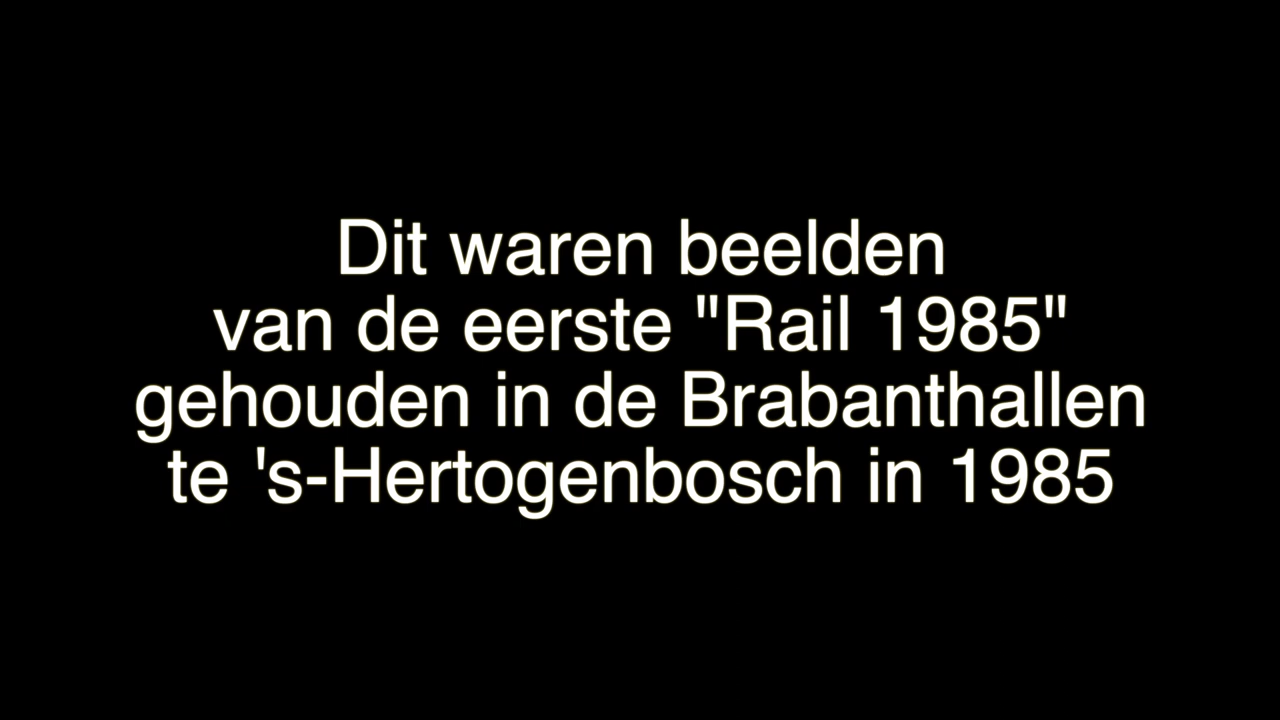 Dit waren beelden
van de eerste "Rail 1985"
gehouden in de Brabanthallen
te 's-Hertogenbosch in 1985